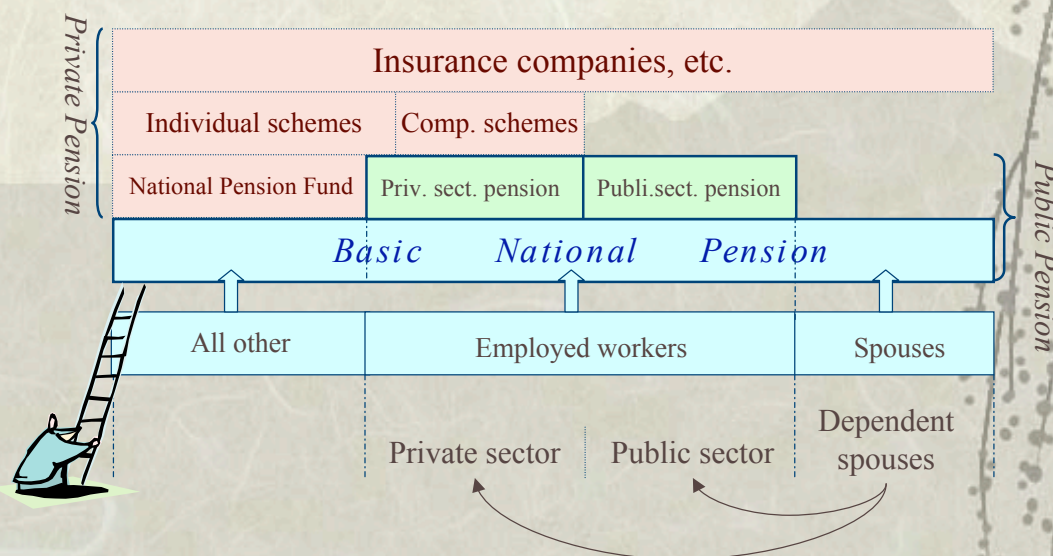 Private Pension
Insurance companies, etc.
Individual schemes
Comp. schemes
National Pension Fund
Priv. sect. pension
Publi.sect. pension
Public Pension
Basic National Pension
All other
Employed workers
Spouses
Private sector
Public sector
Dependent
spouses